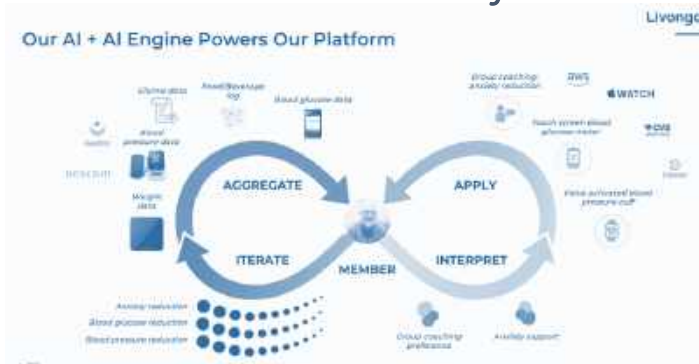 Livongo
Our AI + AI Engine Powers Our Platform
Group coaching:
anxiety reduction
Food/Beverage
log
Blood glucose data
AWS
WATCH
Blood
pressure data
Touch screen blood
glucose meter
AGGREGATE
APPLY
Weight
data
Voice activated blood
pressure cuff
ITERATE
INTERPRET
MEMBER
Anxiety reduction
Blood glucose reduction
Blood pressure reduction
Group coaching
preference
Anxiety support